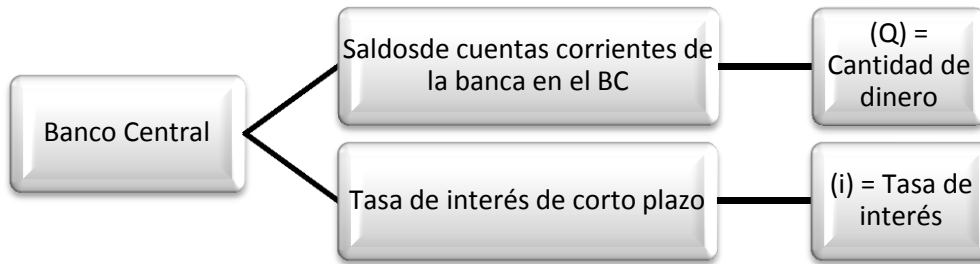 Banco Central
Saldosde cuentas corrientes de
la banca en el BC
(Q) =
Cantidad de
dinero
Tasa de interés de corto plazo
(i) = Tasa de
interés